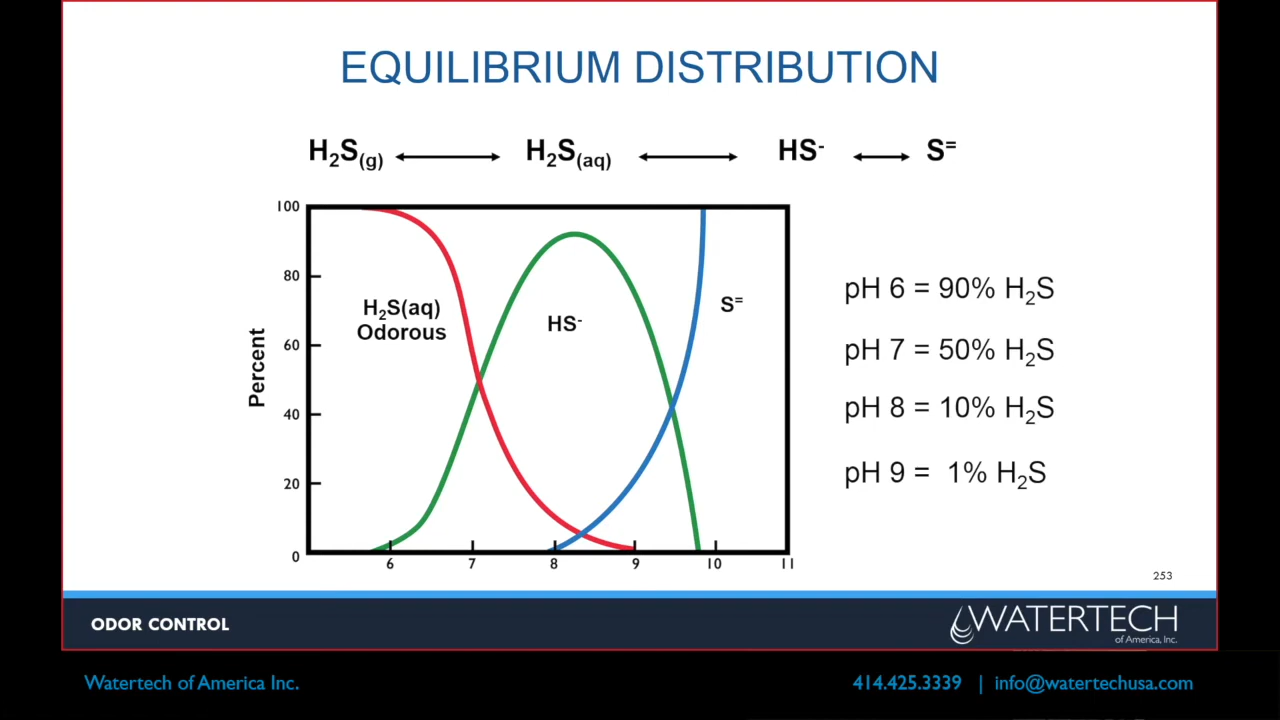 EQUILIBRIUM DISTRIBUTION
H₂S(g) ⟷ H₂S(aq) ⟷ HS⁻ ⟷ S⁼
100
80
60
40
20
0
Percent
H₂S(aq)
Odorous
HS⁻
S⁼
6 7 8 9 10 11
pH 6 = 90% H₂S
pH 7 = 50% H₂S
pH 8 = 10% H₂S
pH 9 = 1% H₂S
253
ODOR CONTROL
WATERTECH
of America, Inc.
Watertech of America Inc.
414.425.3339 | info@watertechusa.com